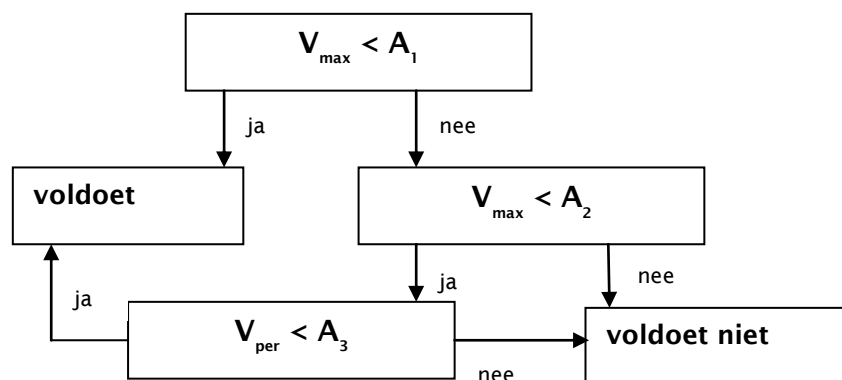 V_max < A_1
ja
nee
voldoet
V_max < A_2
ja
ja
nee
V_per < A_3
voldoet niet
nee